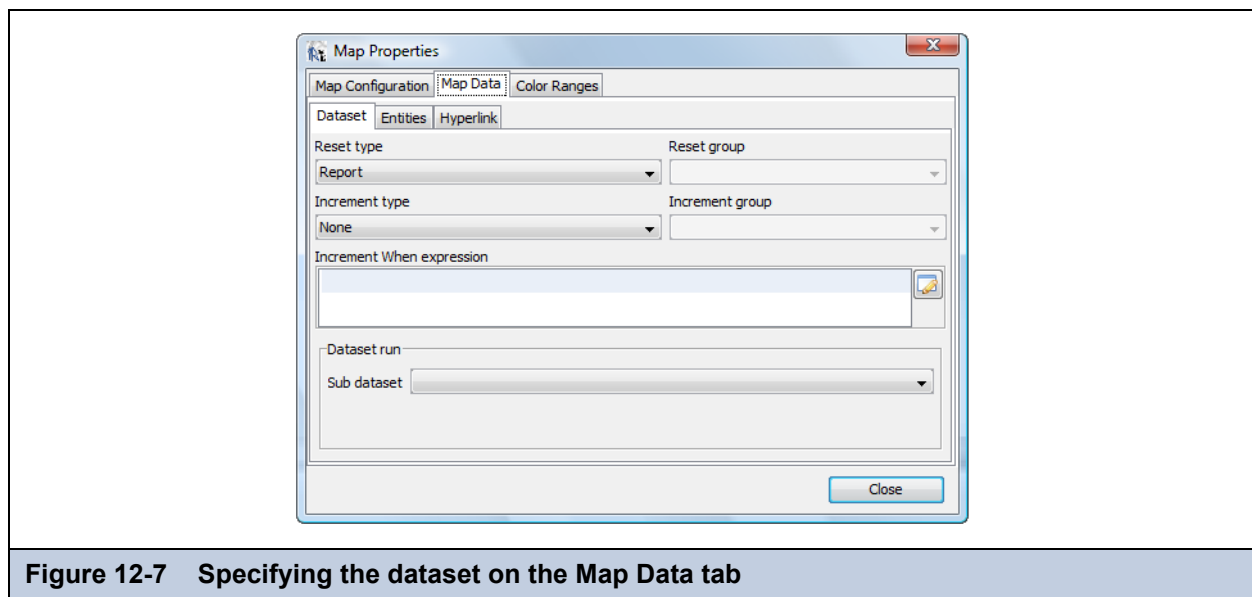 Map Properties
Map Configuration Map Data Color Ranges
Dataset Entities Hyperlink
Reset type Reset group
Report
Increment type Increment group
None
Increment When expression
Dataset run
Sub dataset
Close
Figure 12-7 Specifying the dataset on the Map Data tab